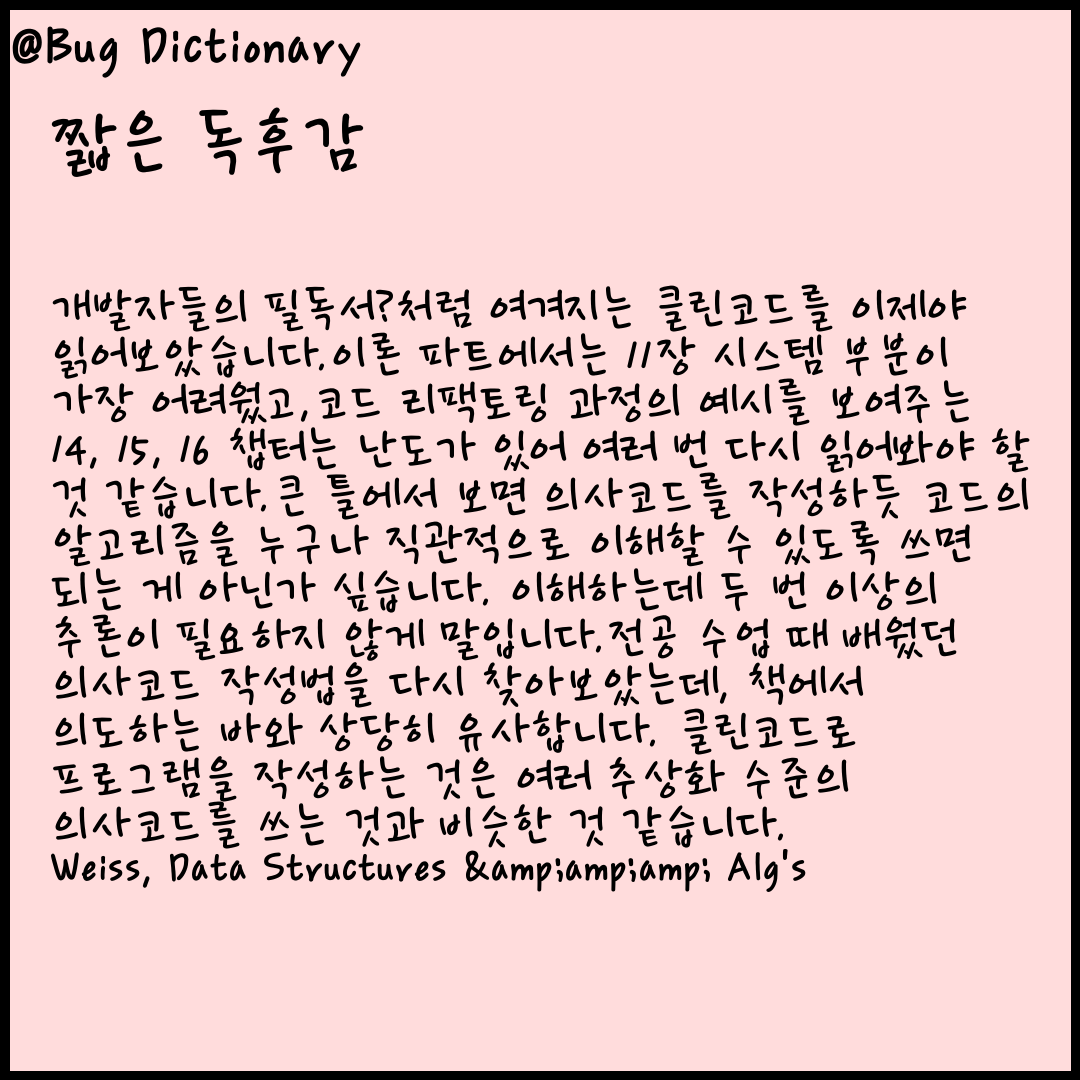 @Bug Dictionary
짧은 독후감
개발자들의 필독서?처럼 여겨지는 클린코드를 이제야
읽어보았습니다.이론 파트에서는 11장 시스템 부분이
가장 어려웠고,코드 리팩토링 과정의 예시를 보여주는
14, 15, 16 챕터는 난도가 있어 여러 번 다시 읽어봐야 할
것 같습니다.큰 틀에서 보면 의사코드를 작성하듯 코드의
알고리즘을 누구나 직관적으로 이해할 수 있도록 쓰면
되는 게 아닌가 싶습니다. 이해하는데 두 번 이상의
추론이 필요하지 않게 말입니다.전공 수업 때 배웠던
의사코드 작성법을 다시 찾아보았는데, 책에서
의도하는 바와 상당히 유사합니다. 클린코드로
프로그램을 작성하는 것은 여러 추상화 수준의
의사코드를 쓰는 것과 비슷한 것 같습니다.
Weiss, Data Structures &amp;amp;amp; Alg's